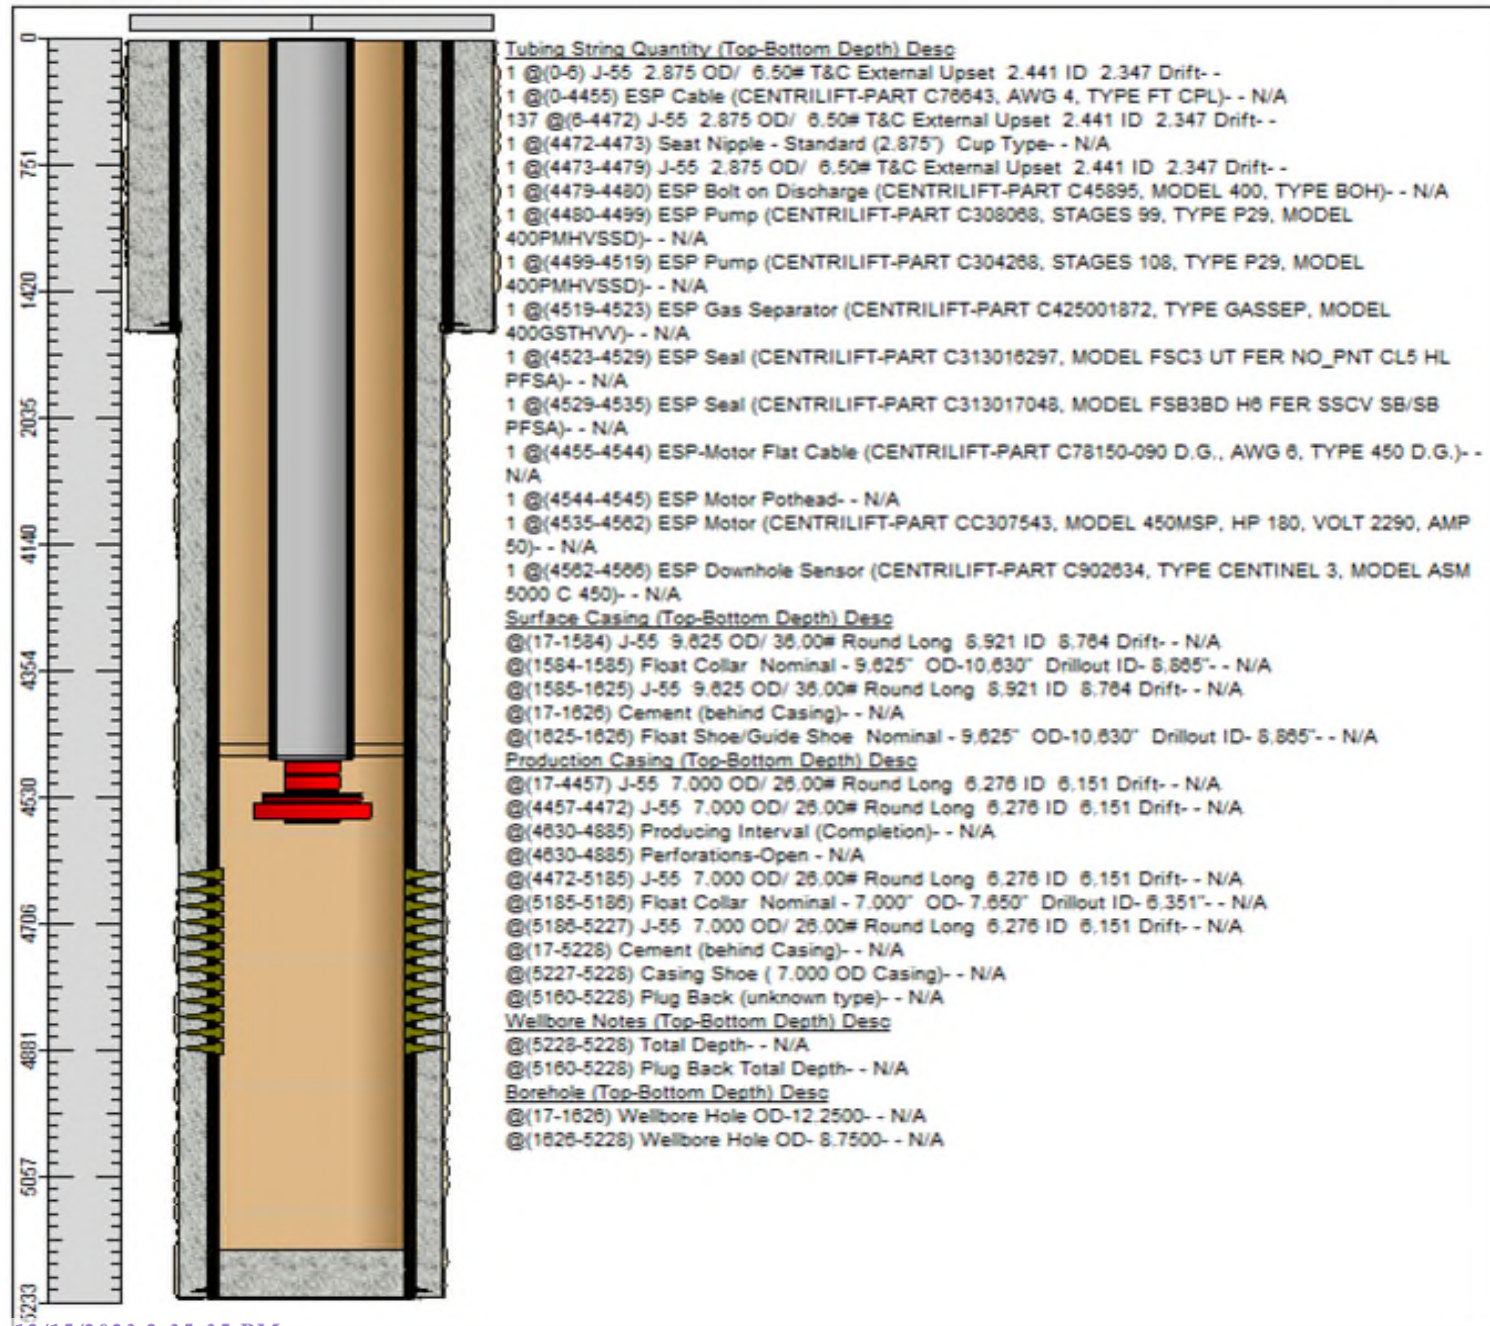 0
751
1420
2035
4140
4354
4630
4706
4881
5057
5233
Tubing String Quantity (Top-Bottom Depth) Desc
1 @(0-6) J-55 2.875 OD/ 6.50# T&C External Upset 2.441 ID 2.347 Drift- -
1 @(0-4455) ESP Cable (CENTRILIFT-PART C76643, AWG 4, TYPE FT CPL)- - N/A
137 @(6-4472) J-55 2.875 OD/ 6.50# T&C External Upset 2.441 ID 2.347 Drift- -
1 @(4472-4473) Seat Nipple - Standard (2.875") Cup Type- - N/A
1 @(4473-4479) J-55 2.875 OD/ 6.50# T&C External Upset 2.441 ID 2.347 Drift- -
1 @(4479-4480) ESP Bolt on Discharge (CENTRILIFT-PART C45895, MODEL 400, TYPE BOH)- - N/A
1 @(4480-4499) ESP Pump (CENTRILIFT-PART C308068, STAGES 99, TYPE P29, MODEL
400PMHVSSD)- - N/A
1 @(4499-4519) ESP Pump (CENTRILIFT-PART C304268, STAGES 108, TYPE P29, MODEL
400PMHVSSD)- - N/A
1 @(4519-4523) ESP Gas Separator (CENTRILIFT-PART C425001872, TYPE GASSEP, MODEL
400GSTHVV)- - N/A
1 @(4523-4529) ESP Seal (CENTRILIFT-PART C313016297, MODEL FSC3 UT FER NO_PNT CL5 HL
PFSA)- - N/A
1 @(4529-4535) ESP Seal (CENTRILIFT-PART C313017048, MODEL FSB3BD H6 FER SSCV SB/SB
PFSA)- - N/A
1 @(4455-4544) ESP-Motor Flat Cable (CENTRILIFT-PART C78150-090 D.G., AWG 6, TYPE 450 D.G.)- -
N/A
1 @(4544-4545) ESP Motor Pothead- - N/A
1 @(4535-4562) ESP Motor (CENTRILIFT-PART CC307543, MODEL 450MSP, HP 180, VOLT 2290, AMP
50)- - N/A
1 @(4562-4566) ESP Downhole Sensor (CENTRILIFT-PART C902634, TYPE CENTINEL 3, MODEL ASM
5000 C 450)- - N/A
Surface Casing (Top-Bottom Depth) Desc
@(17-1584) J-55 9.625 OD/ 36.00# Round Long 8.921 ID 8.764 Drift- - N/A
@(1584-1585) Float Collar Nominal - 9.625" OD-10.630" Drillout ID- 8.865"- - N/A
@(1585-1625) J-55 9.625 OD/ 36.00# Round Long 8.921 ID 8.764 Drift- - N/A
@(17-1626) Cement (behind Casing)- - N/A
@(1625-1626) Float Shoe/Guide Shoe Nominal - 9.625" OD-10.630" Drillout ID- 8.865"- - N/A
Production Casing (Top-Bottom Depth) Desc
@(17-4457) J-55 7.000 OD/ 26.00# Round Long 6.276 ID 6.151 Drift- - N/A
@(4457-4472) J-55 7.000 OD/ 26.00# Round Long 6.276 ID 6.151 Drift- - N/A
@(4630-4885) Producing Interval (Completion)- - N/A
@(4630-4885) Perforations-Open - N/A
@(4472-5185) J-55 7.000 OD/ 26.00# Round Long 6.276 ID 6.151 Drift- - N/A
@(5185-5186) Float Collar Nominal - 7.000" OD- 7.650" Drillout ID- 6.351"- - N/A
@(5186-5227) J-55 7.000 OD/ 26.00# Round Long 6.276 ID 6.151 Drift- - N/A
@(17-5228) Cement (behind Casing)- - N/A
@(5227-5228) Casing Shoe ( 7.000 OD Casing)- - N/A
@(5160-5228) Plug Back (unknown type)- - N/A
Wellbore Notes (Top-Bottom Depth) Desc
@(5228-5228) Total Depth- - N/A
@(5160-5228) Plug Back Total Depth- - N/A
Borehole (Top-Bottom Depth) Desc
@(17-1626) Wellbore Hole OD-12.2500- - N/A
@(1626-5228) Wellbore Hole OD- 8.7500- - N/A